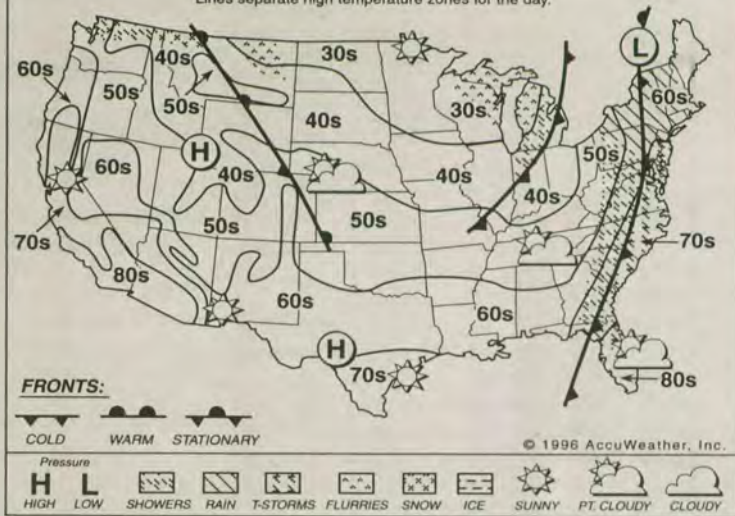 Lines separate high temperature zones for the day.
L
40s
30s
60s
50s
50s
30s
60s
40s
H
60s
40s
40s
50s
40s
50s
50s
70s
70s
80s
60s
60s
H
70s
80s
FRONTS:
COLD WARM STATIONARY
© 1996 AccuWeather, Inc.
Pressure
H L
HIGH LOW SHOWERS RAIN T-STORMS FLURRIES SNOW ICE SUNNY PT. CLOUDY CLOUDY